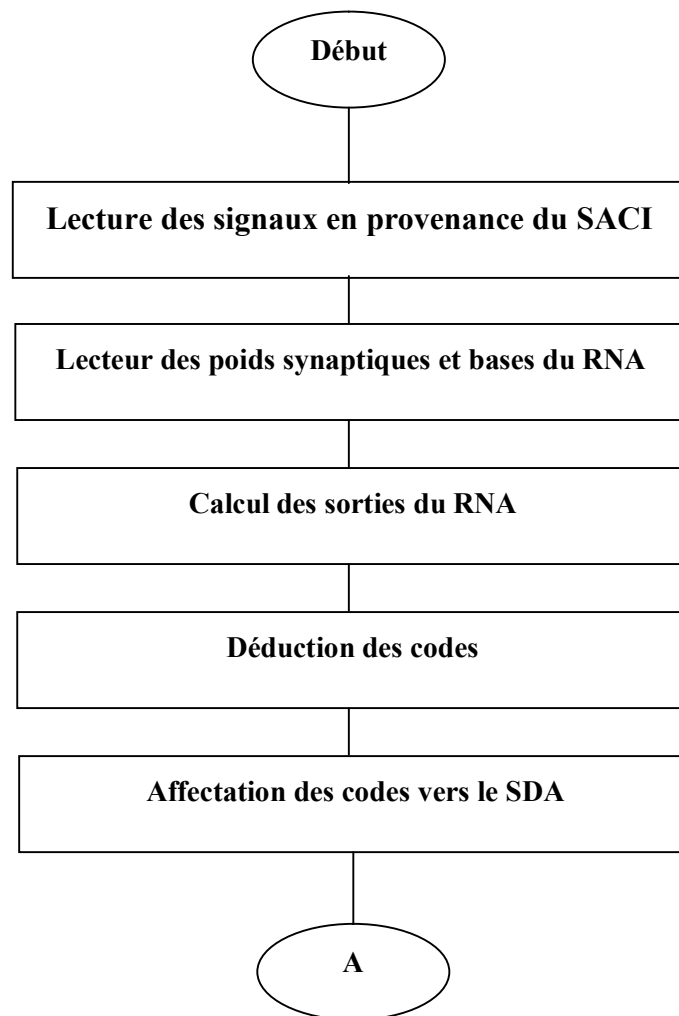 Début
Lecture des signaux en provenance du SACI
Lecteur des poids synaptiques et bases du RNA
Calcul des sorties du RNA
Déduction des codes
Affectation des codes vers le SDA
A